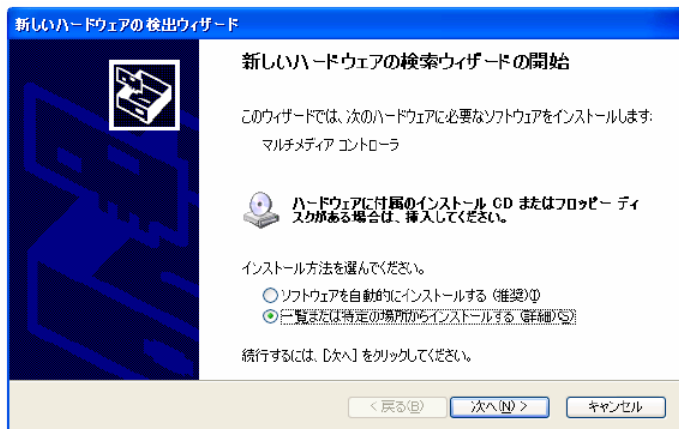 新しいハードウェアの検出ウィザード
新しいハードウェアの検索ウィザードの開始
このウィザードでは、次のハードウェアに必要なソフトウェアをインストールします:
マルチメディア コントローラ
ハードウェアに付属のインストール CD またはフロッピー ディ
スクがある場合は、挿入してください。
インストール方法を選んでください。
ソフトウェアを自動的にインストールする (推奨)(I)
一覧または特定の場所からインストールする (詳細)(S)
続行するには、[次へ] をクリックしてください。
< 戻る(B) 次へ(N) > キャンセル